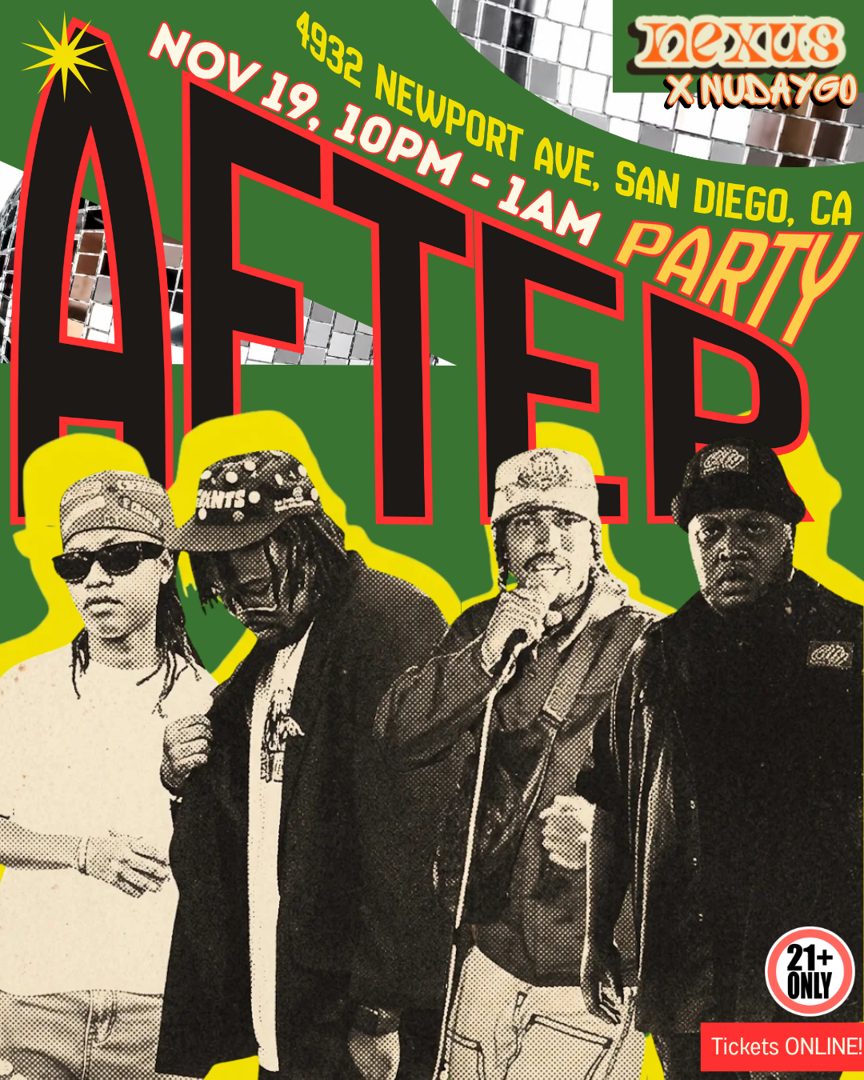 nexus
X NUDAYGO
4932 NEWPORT AVE, SAN DIEGO, CA
NOV 19, 10PM - 1AM
AFTER
PARTY
21+
ONLY
Tickets ONLINE!